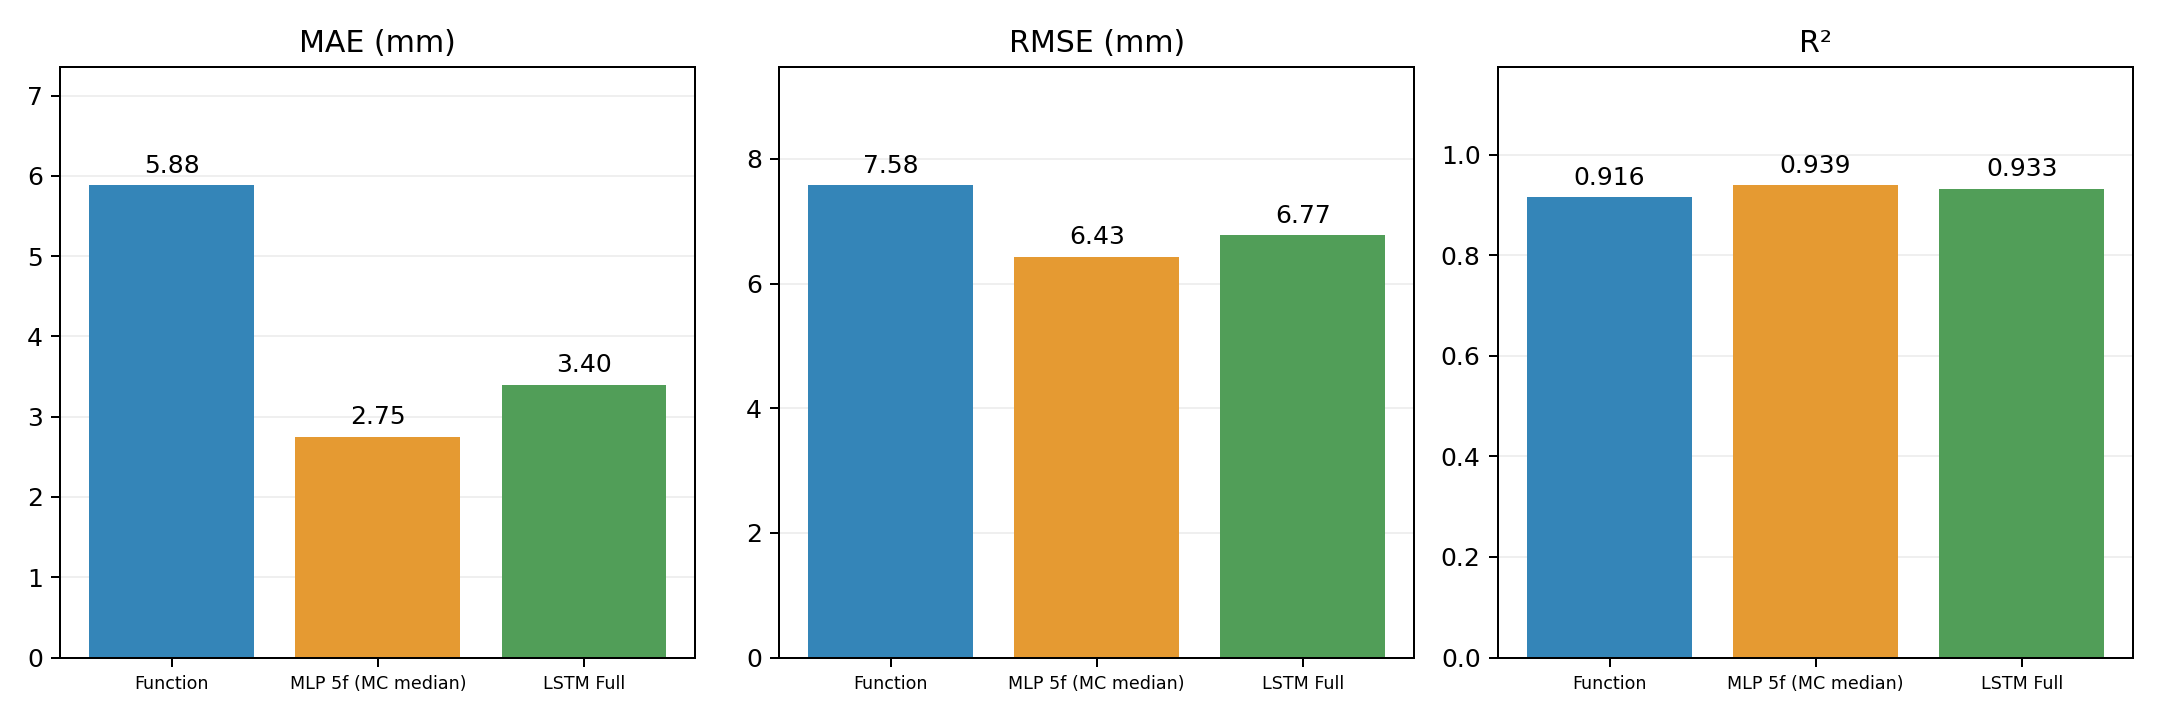 MAE (mm)
7
6
5
4
3
2
1
0
5.88
2.75
3.40
Function
MLP 5f (MC median)
LSTM Full
RMSE (mm)
8
6
4
2
0
7.58
6.43
6.77
Function
MLP 5f (MC median)
LSTM Full
R²
1.0
0.8
0.6
0.4
0.2
0.0
0.916
0.939
0.933
Function
MLP 5f (MC median)
LSTM Full